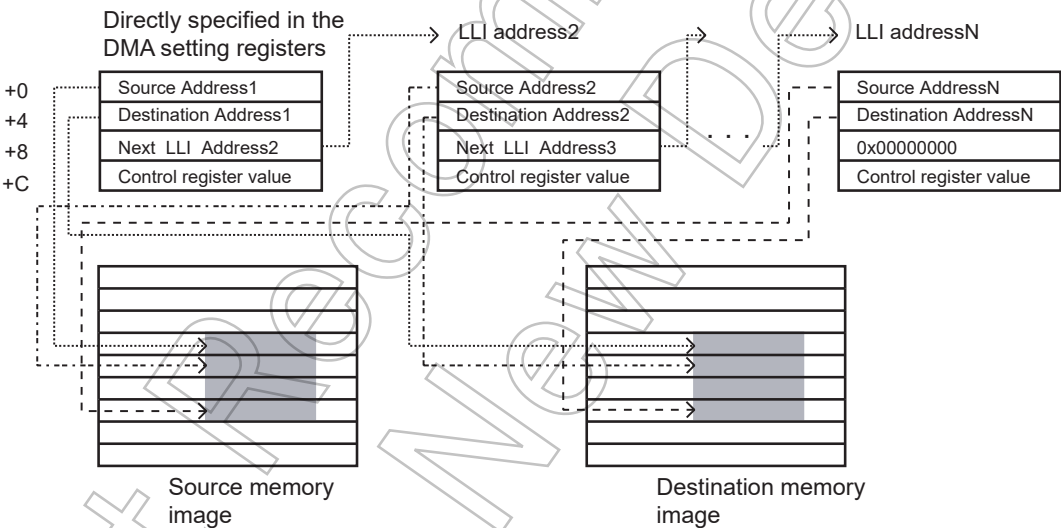 Directly specified in the
DMA setting registers
LLI address2
LLI addressN
+0
Source Address1
Source Address2
Source AddressN
+4
Destination Address1
Destination Address2
Destination AddressN
+8
Next LLI Address2
Next LLI Address3
. . .
0x00000000
+C
Control register value
Control register value
Control register value
Source memory
image
Destination memory
image